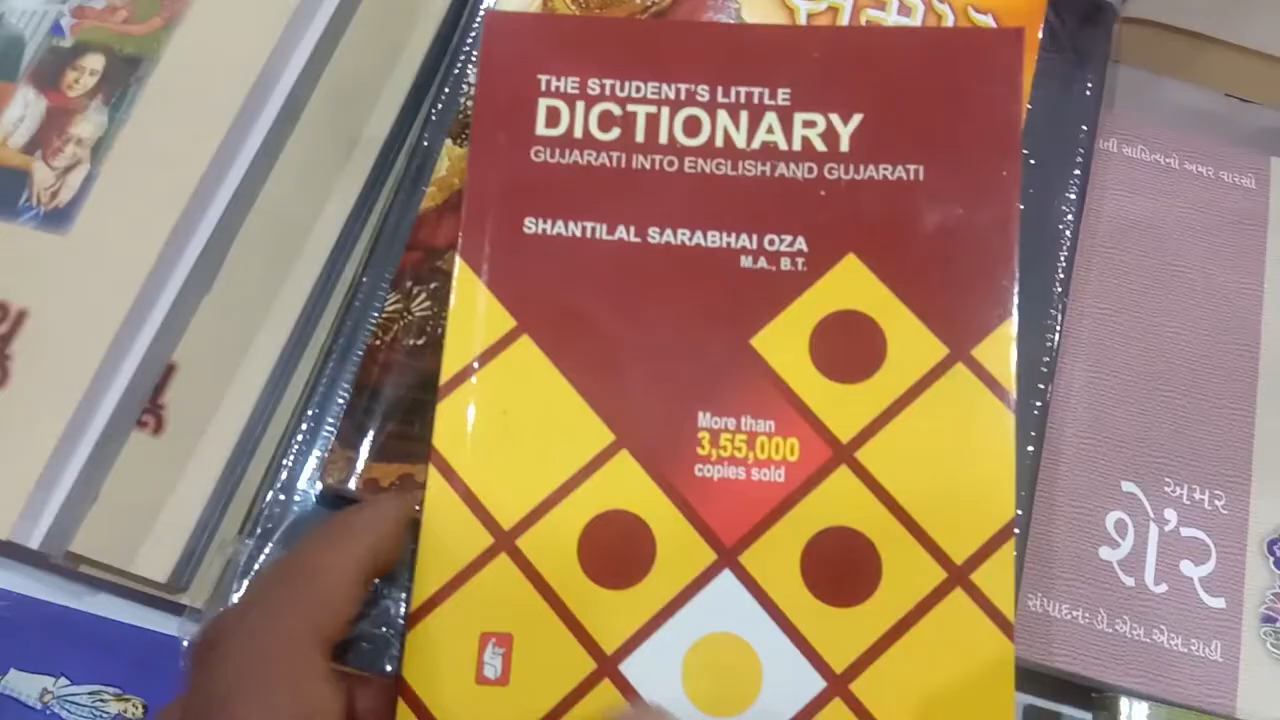 THE STUDENT'S LITTLE
DICTIONARY
GUJARATI INTO ENGLISH AND GUJARATI
SHANTILAL SARABHAI OZA
M.A., B.T.
More than
3,55,000
copies sold
સાહિત્યનો અમર વારસો
અમર
શે'ર
સંપાદન: ડૉ. એસ. એસ. રાહી